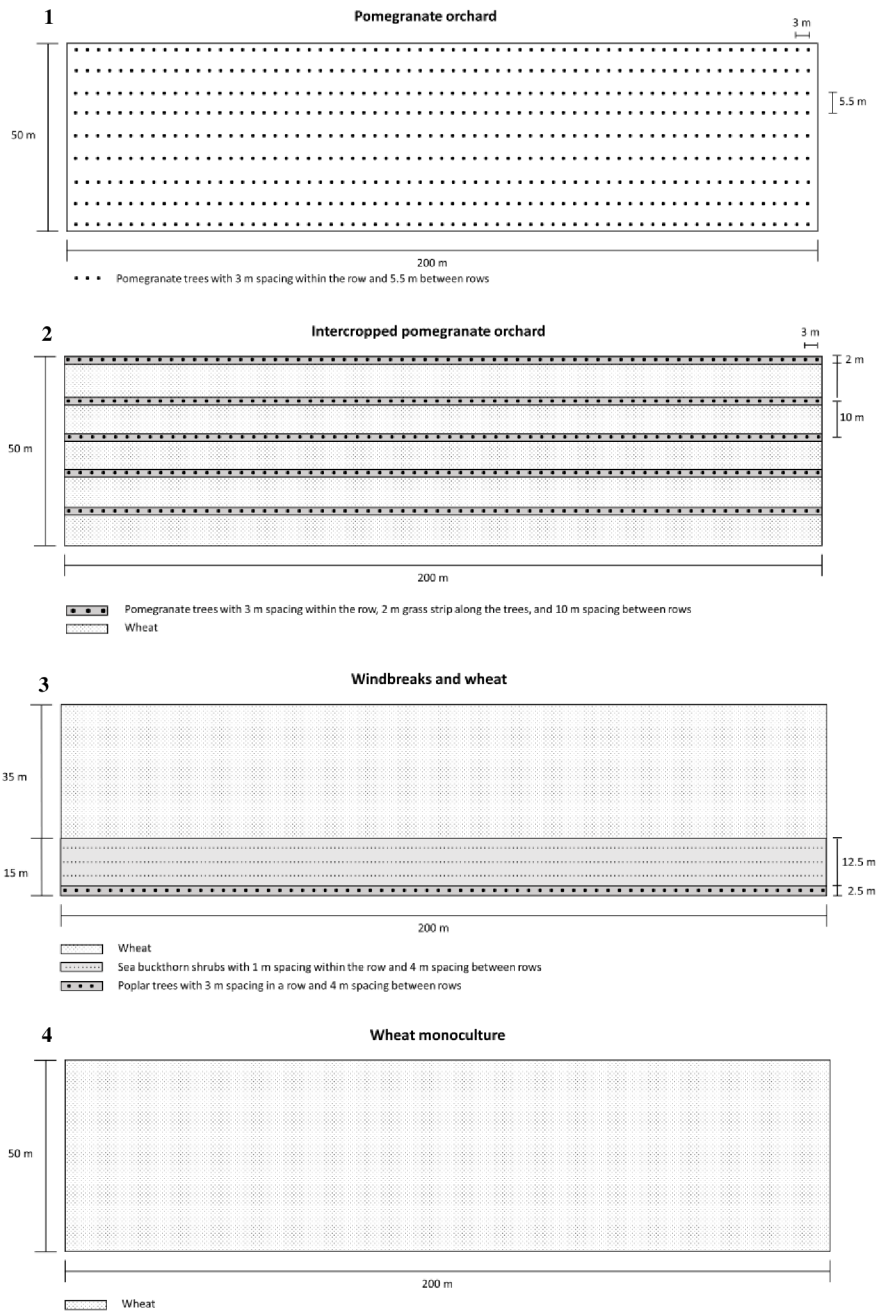 1
Pomegranate orchard
3 m
50 m
5.5 m
200 m
Pomegranate trees with 3 m spacing within the row and 5.5 m between rows
2
Intercropped pomegranate orchard
3 m
2 m
10 m
50 m
200 m
Pomegranate trees with 3 m spacing within the row, 2 m grass strip along the trees, and 10 m spacing between rows
Wheat
3
Windbreaks and wheat
35 m
15 m
12.5 m
2.5 m
200 m
Wheat
Sea buckthorn shrubs with 1 m spacing within the row and 4 m spacing between rows
Poplar trees with 3 m spacing in a row and 4 m spacing between rows
4
Wheat monoculture
50 m
200 m
Wheat